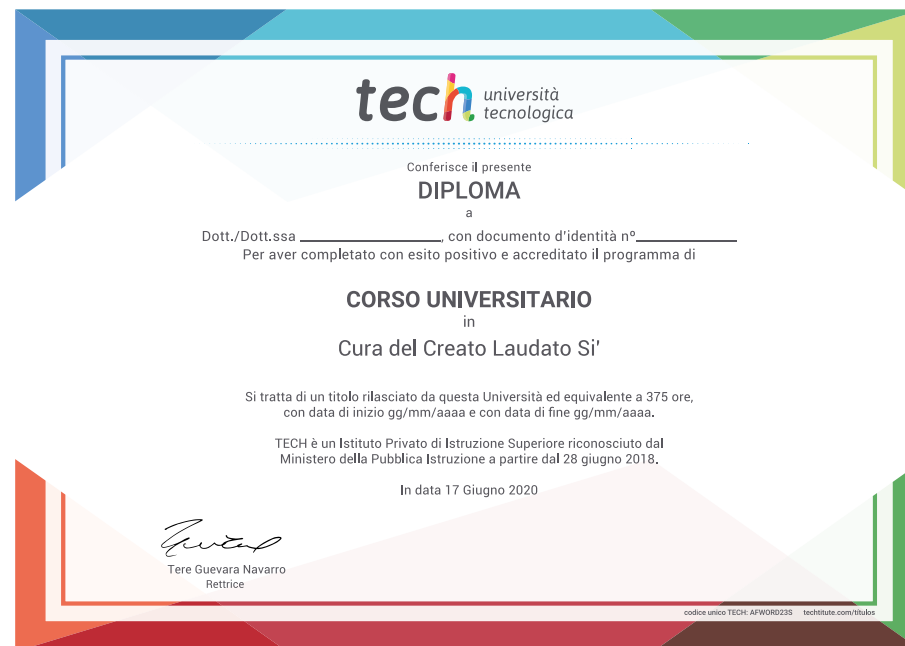 tech università
tecnologica
Conferisce il presente
DIPLOMA
a
Dott./Dott.ssa ________________, con documento d'identità nº____________
Per aver completato con esito positivo e accreditato il programma di
CORSO UNIVERSITARIO
in
Cura del Creato Laudato Si'
Si tratta di un titolo rilasciato da questa Università ed equivalente a 375 ore,
con data di inizio gg/mm/aaaa e con data di fine gg/mm/aaaa.
TECH è un Istituto Privato di Istruzione Superiore riconosciuto dal
Ministero della Pubblica Istruzione a partire dal 28 giugno 2018.
In data 17 Giugno 2020
Tere Guevara Navarro
Rettrice
codice unico TECH: AFWORD23S techtitute.com/títulos